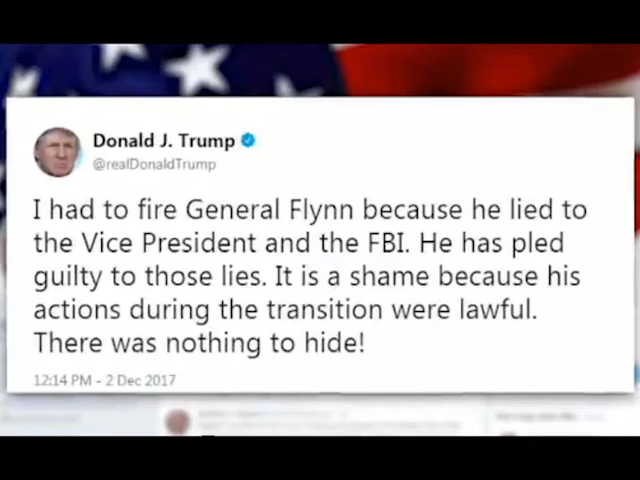 Donald J. Trump
@realDonaldTrump
I had to fire General Flynn because he lied to
the Vice President and the FBI. He has pled
guilty to those lies. It is a shame because his
actions during the transition were lawful.
There was nothing to hide!
12:14 PM - 2 Dec 2017